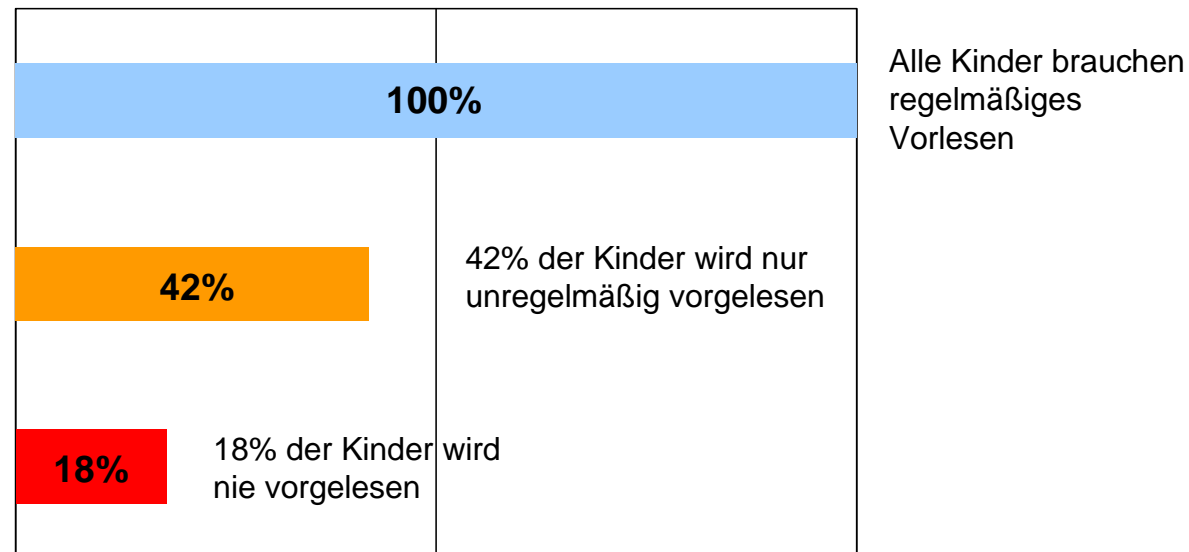 100%
Alle Kinder brauchen
regelmäßiges
Vorlesen
42%
42% der Kinder wird nur
unregelmäßig vorgelesen
18%
18% der Kinder wird
nie vorgelesen